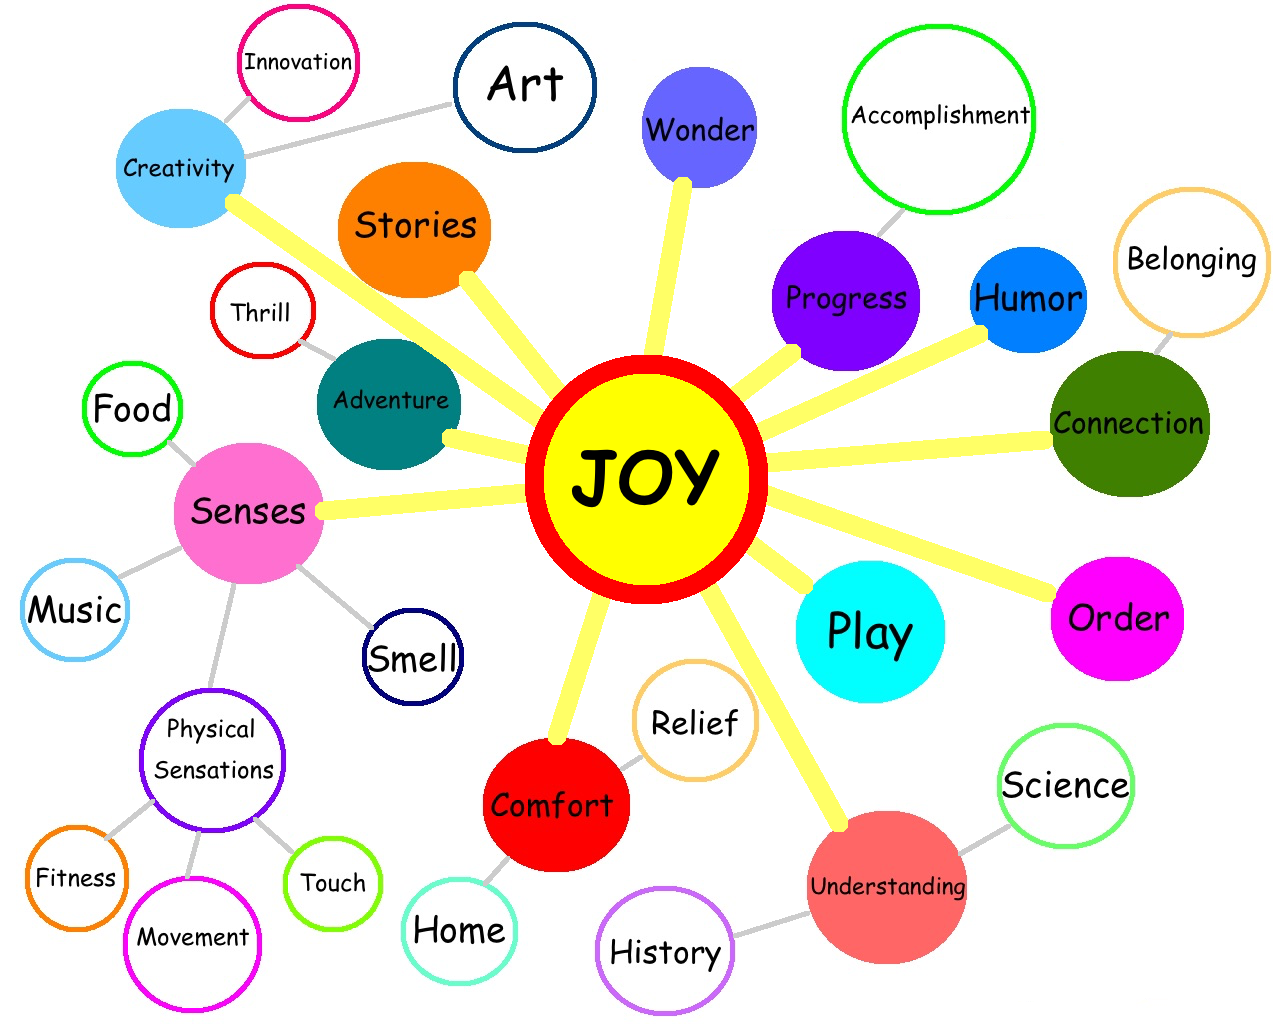 Innovation
Art
Accomplishment
Wonder
Creativity
Stories
Belonging
Progress
Humor
Thrill
Adventure
Food
Connection
JOY
Senses
Music
Order
Play
Smell
Relief
Physical
Sensations
Science
Comfort
Fitness
Touch
Understanding
Movement
Home
History